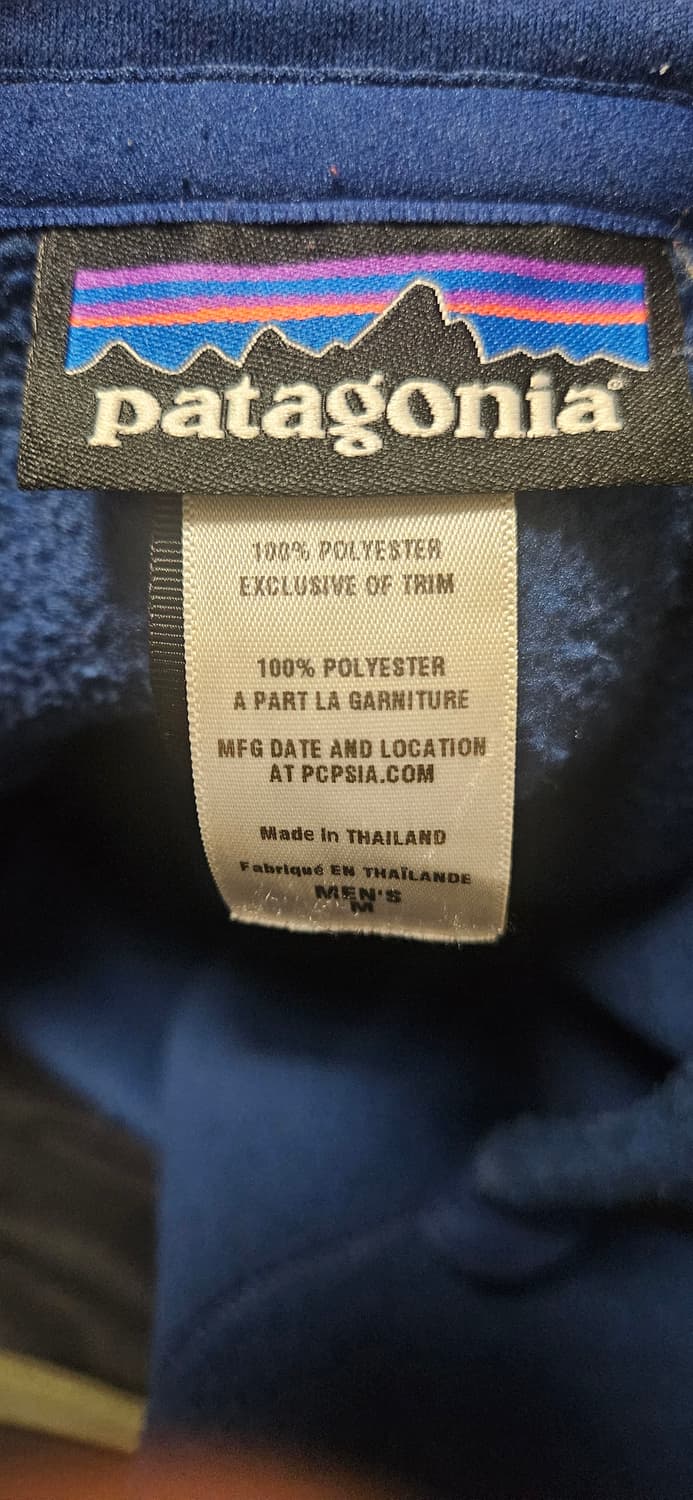 patagonia®
100% POLYESTER
EXCLUSIVE OF TRIM
100% POLYESTER
A PART LA GARNITURE
MFG DATE AND LOCATION
AT PCPSIA.COM
Made In THAILAND
Fabriqué EN THAÏLANDE
MEN'S
M